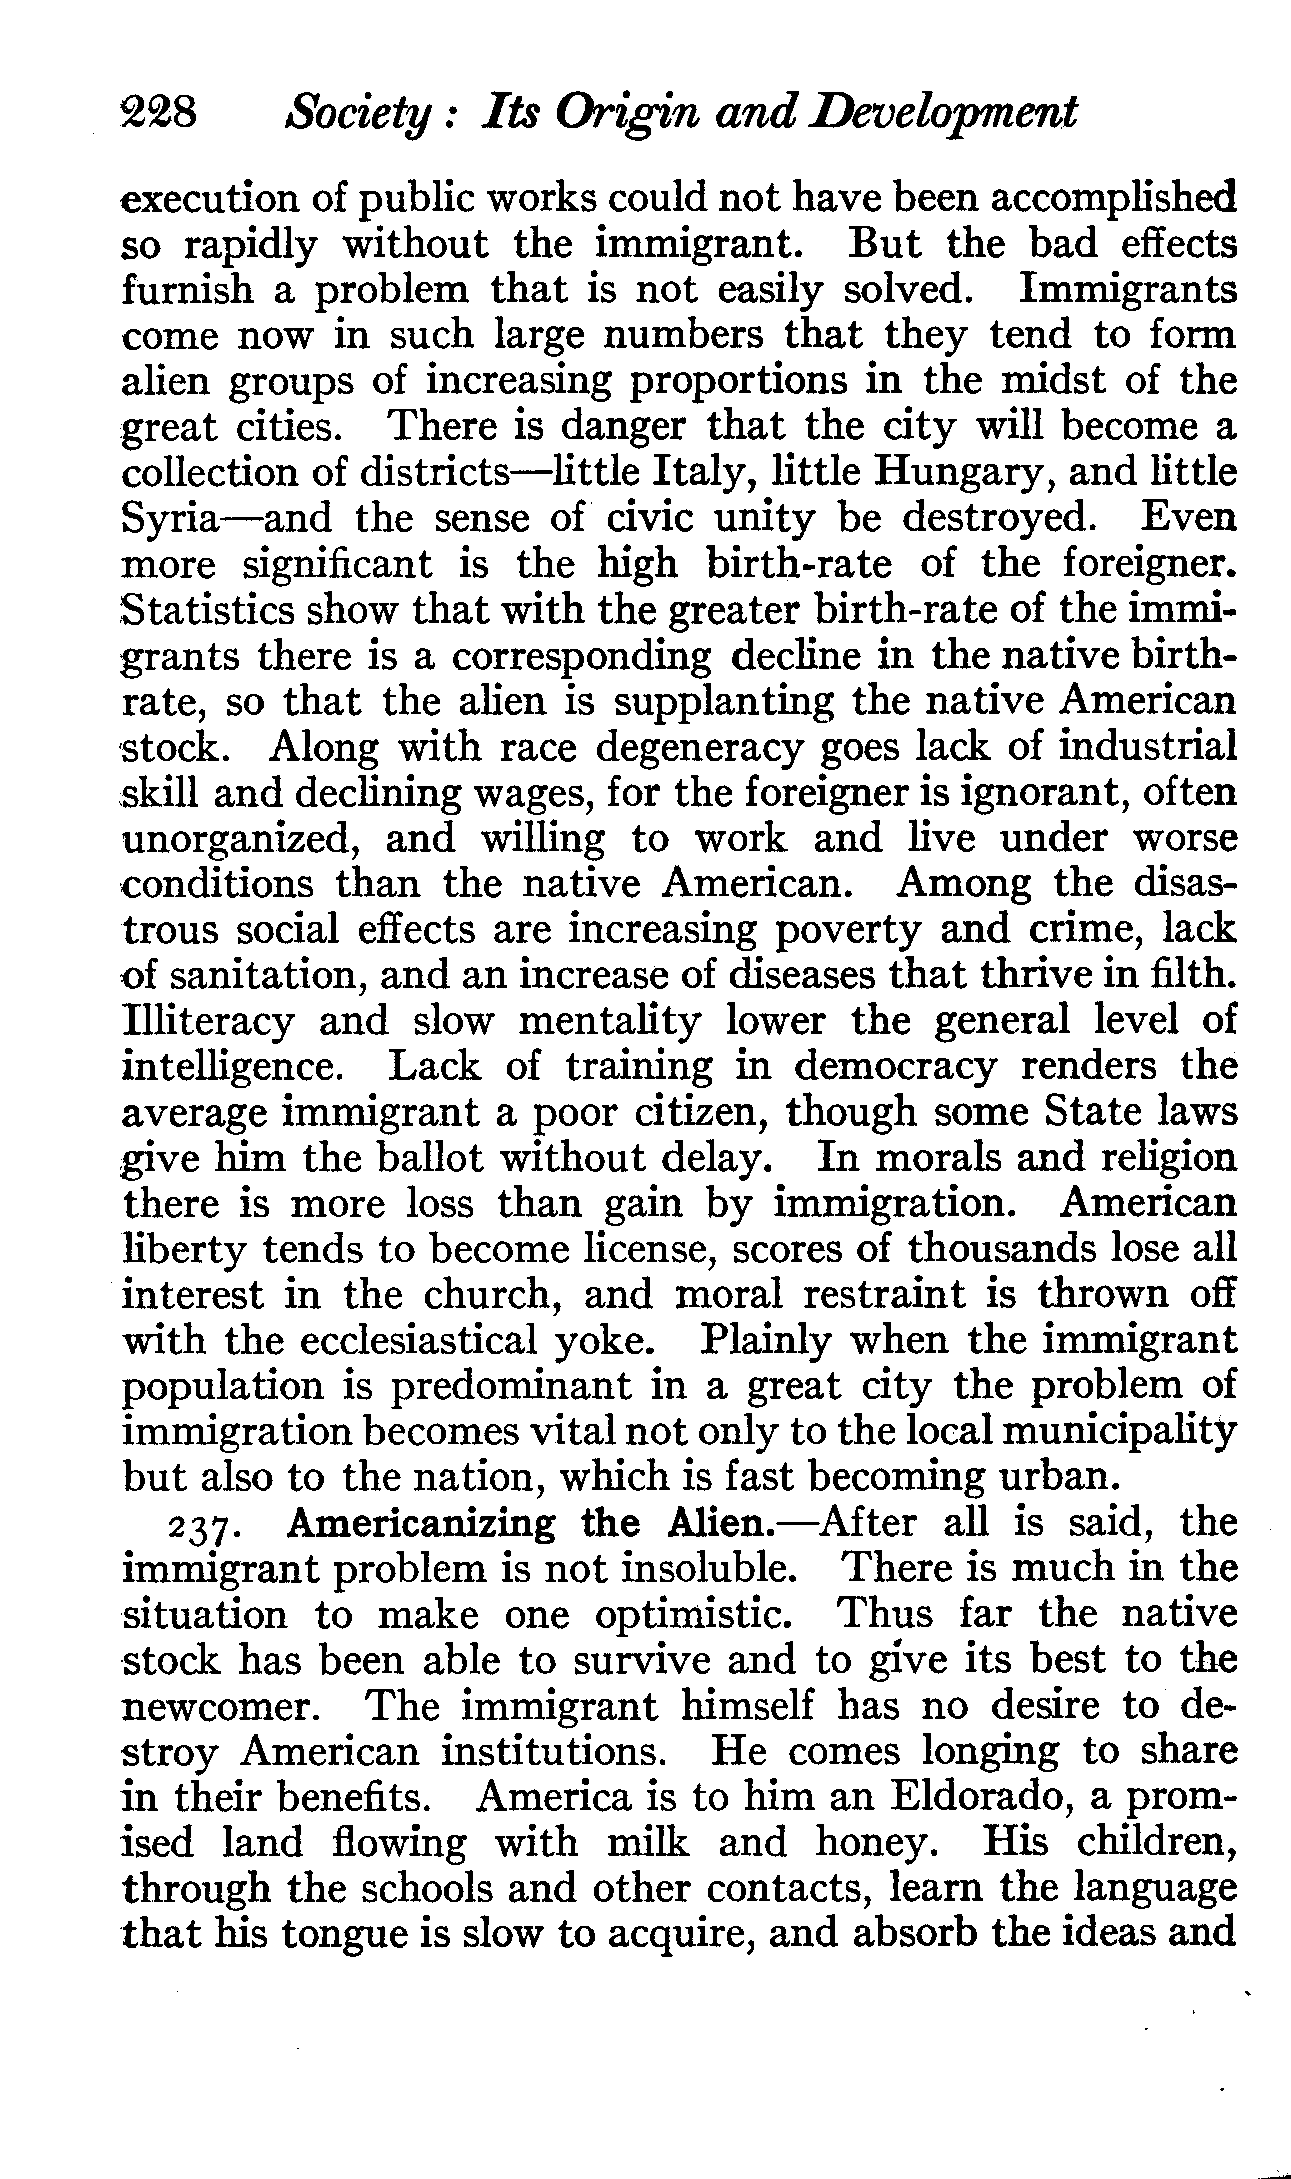 228 Society : Its Origin and Development
execution of public works could not have been accomplished
so rapidly without the immigrant. But the bad effects
furnish a problem that is not easily solved. Immigrants
come now in such large numbers that they tend to form
alien groups of increasing proportions in the midst of the
great cities. There is danger that the city will become a
collection of districts—little Italy, little Hungary, and little
Syria—and the sense of civic unity be destroyed. Even
more significant is the high birth-rate of the foreigner.
Statistics show that with the greater birth-rate of the immi-
grants there is a corresponding decline in the native birth-
rate, so that the alien is supplanting the native American
stock. Along with race degeneracy goes lack of industrial
skill and declining wages, for the foreigner is ignorant, often
unorganized, and willing to work and live under worse
conditions than the native American. Among the disas-
trous social effects are increasing poverty and crime, lack
of sanitation, and an increase of diseases that thrive in filth.
Illiteracy and slow mentality lower the general level of
intelligence. Lack of training in democracy renders the
average immigrant a poor citizen, though some State laws
give him the ballot without delay. In morals and religion
there is more loss than gain by immigration. American
liberty tends to become license, scores of thousands lose all
interest in the church, and moral restraint is thrown off
with the ecclesiastical yoke. Plainly when the immigrant
population is predominant in a great city the problem of
immigration becomes vital not only to the local municipality
but also to the nation, which is fast becoming urban.
237. Americanizing the Alien.—After all is said, the
immigrant problem is not insoluble. There is much in the
situation to make one optimistic. Thus far the native
stock has been able to survive and to give its best to the
newcomer. The immigrant himself has no desire to de-
stroy American institutions. He comes longing to share
in their benefits. America is to him an Eldorado, a prom-
ised land flowing with milk and honey. His children,
through the schools and other contacts, learn the language
that his tongue is slow to acquire, and absorb the ideas and